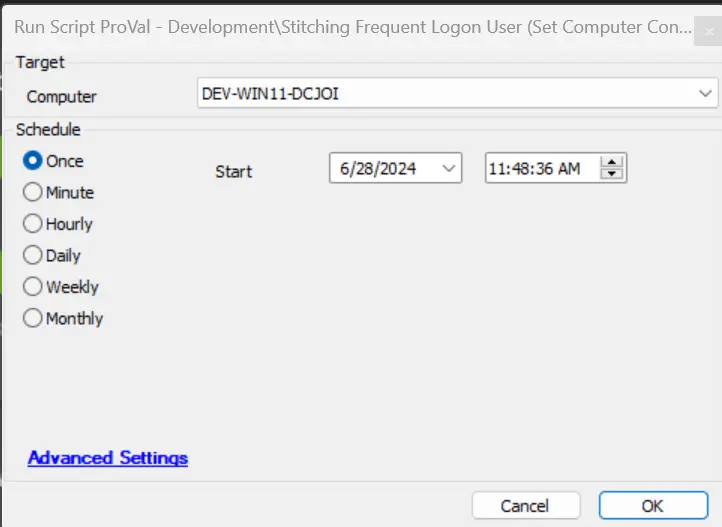 Run Script ProVal - Development\Stitching Frequent Logon User (Set Computer Con...
Target
Computer DEV-WIN11-DCJOI
Schedule
Once Start 6/28/2024 11:48:36 AM
Minute
Hourly
Daily
Weekly
Monthly
Advanced Settings
Cancel OK